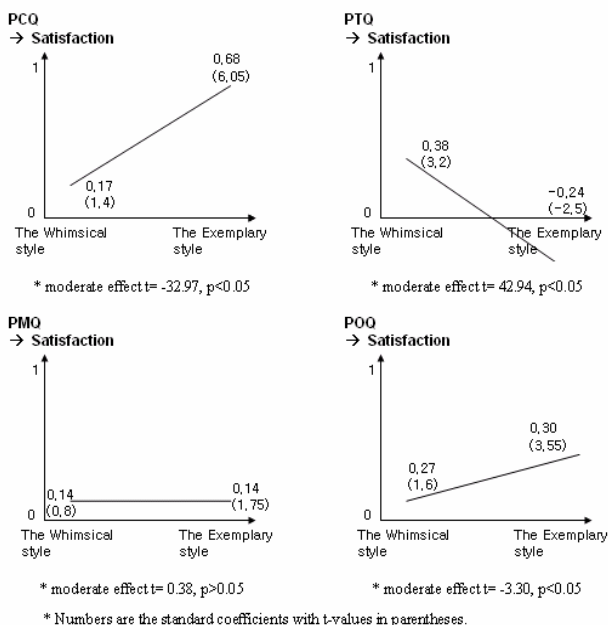 PCQ
→ Satisfaction
1
0,68
(6,05)
0,17
(1,4)
0
The Whimsical style
The Exemplary style
* moderate effect t= -32.97, p<0.05
PTQ
→ Satisfaction
1
0,38
(3,2)
-0,24
(-2,5)
0
The Whimsical style
The Exemplary style
* moderate effect t= 42.94, p<0.05
PMQ
→ Satisfaction
1
0,14
(0,8)
0,14
(1,75)
0
The Whimsical style
The Exemplary style
* moderate effect t= 0.38, p>0.05
POQ
→ Satisfaction
1
0,30
(3,55)
0,27
(1,6)
0
The Whimsical style
The Exemplary style
* moderate effect t= -3.30, p<0.05
* Numbers are the standard coefficients with t-values in parentheses.